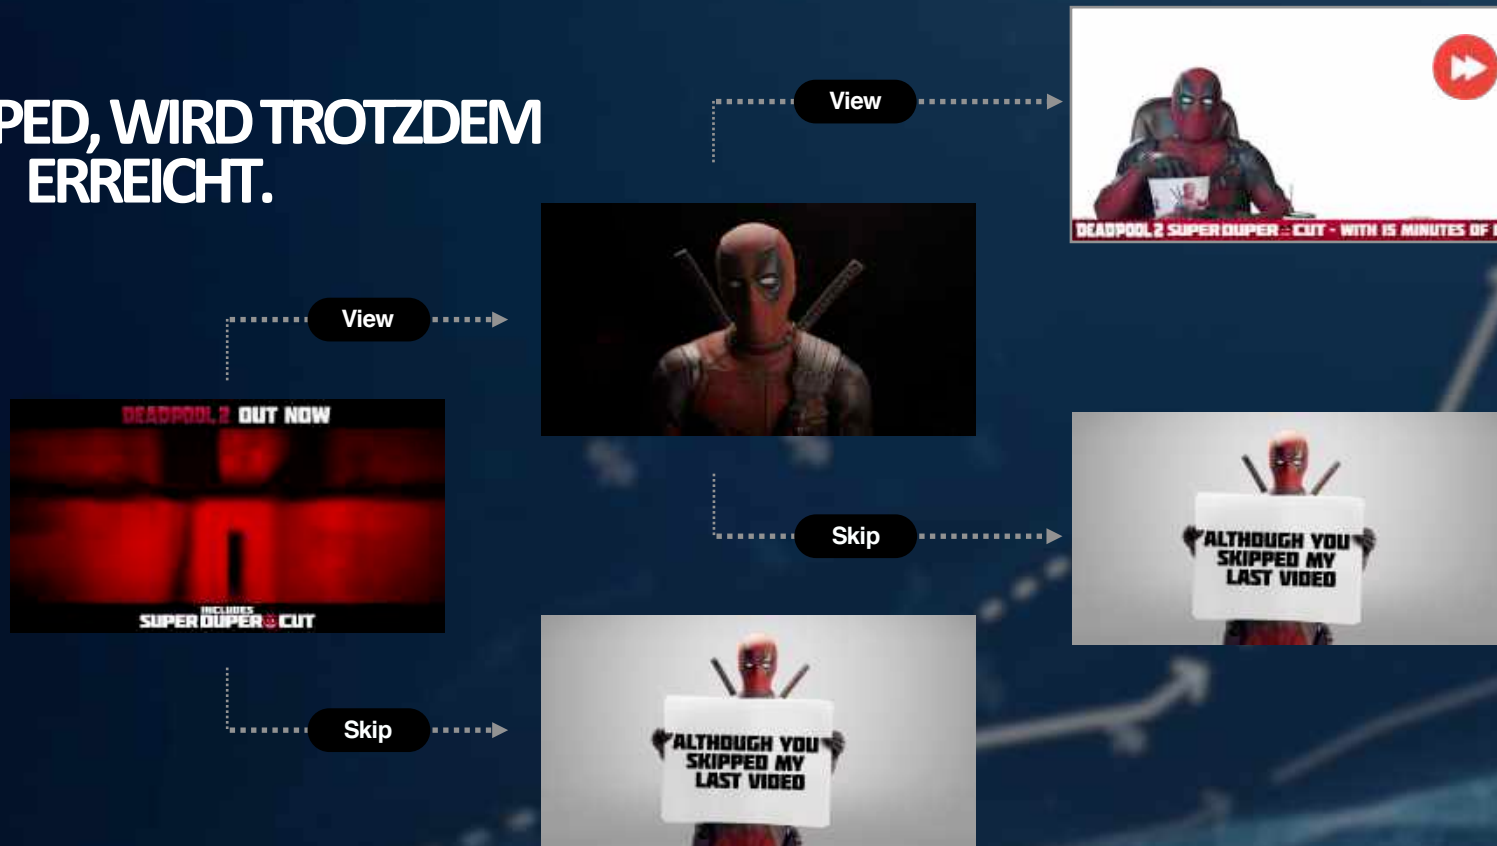 PED, WIRD TROTZDEM
ERREICHT.
View
DEADPOOL 2 SUPER DUPER CUT - WITH 15 MINUTES OF
View
DEADPOOL 2 OUT NOW
INCLUDES
SUPER DUPER CUT
Skip
ALTHOUGH YOU
SKIPPED MY
LAST VIDEO
Skip
ALTHOUGH YOU
SKIPPED MY
LAST VIDEO